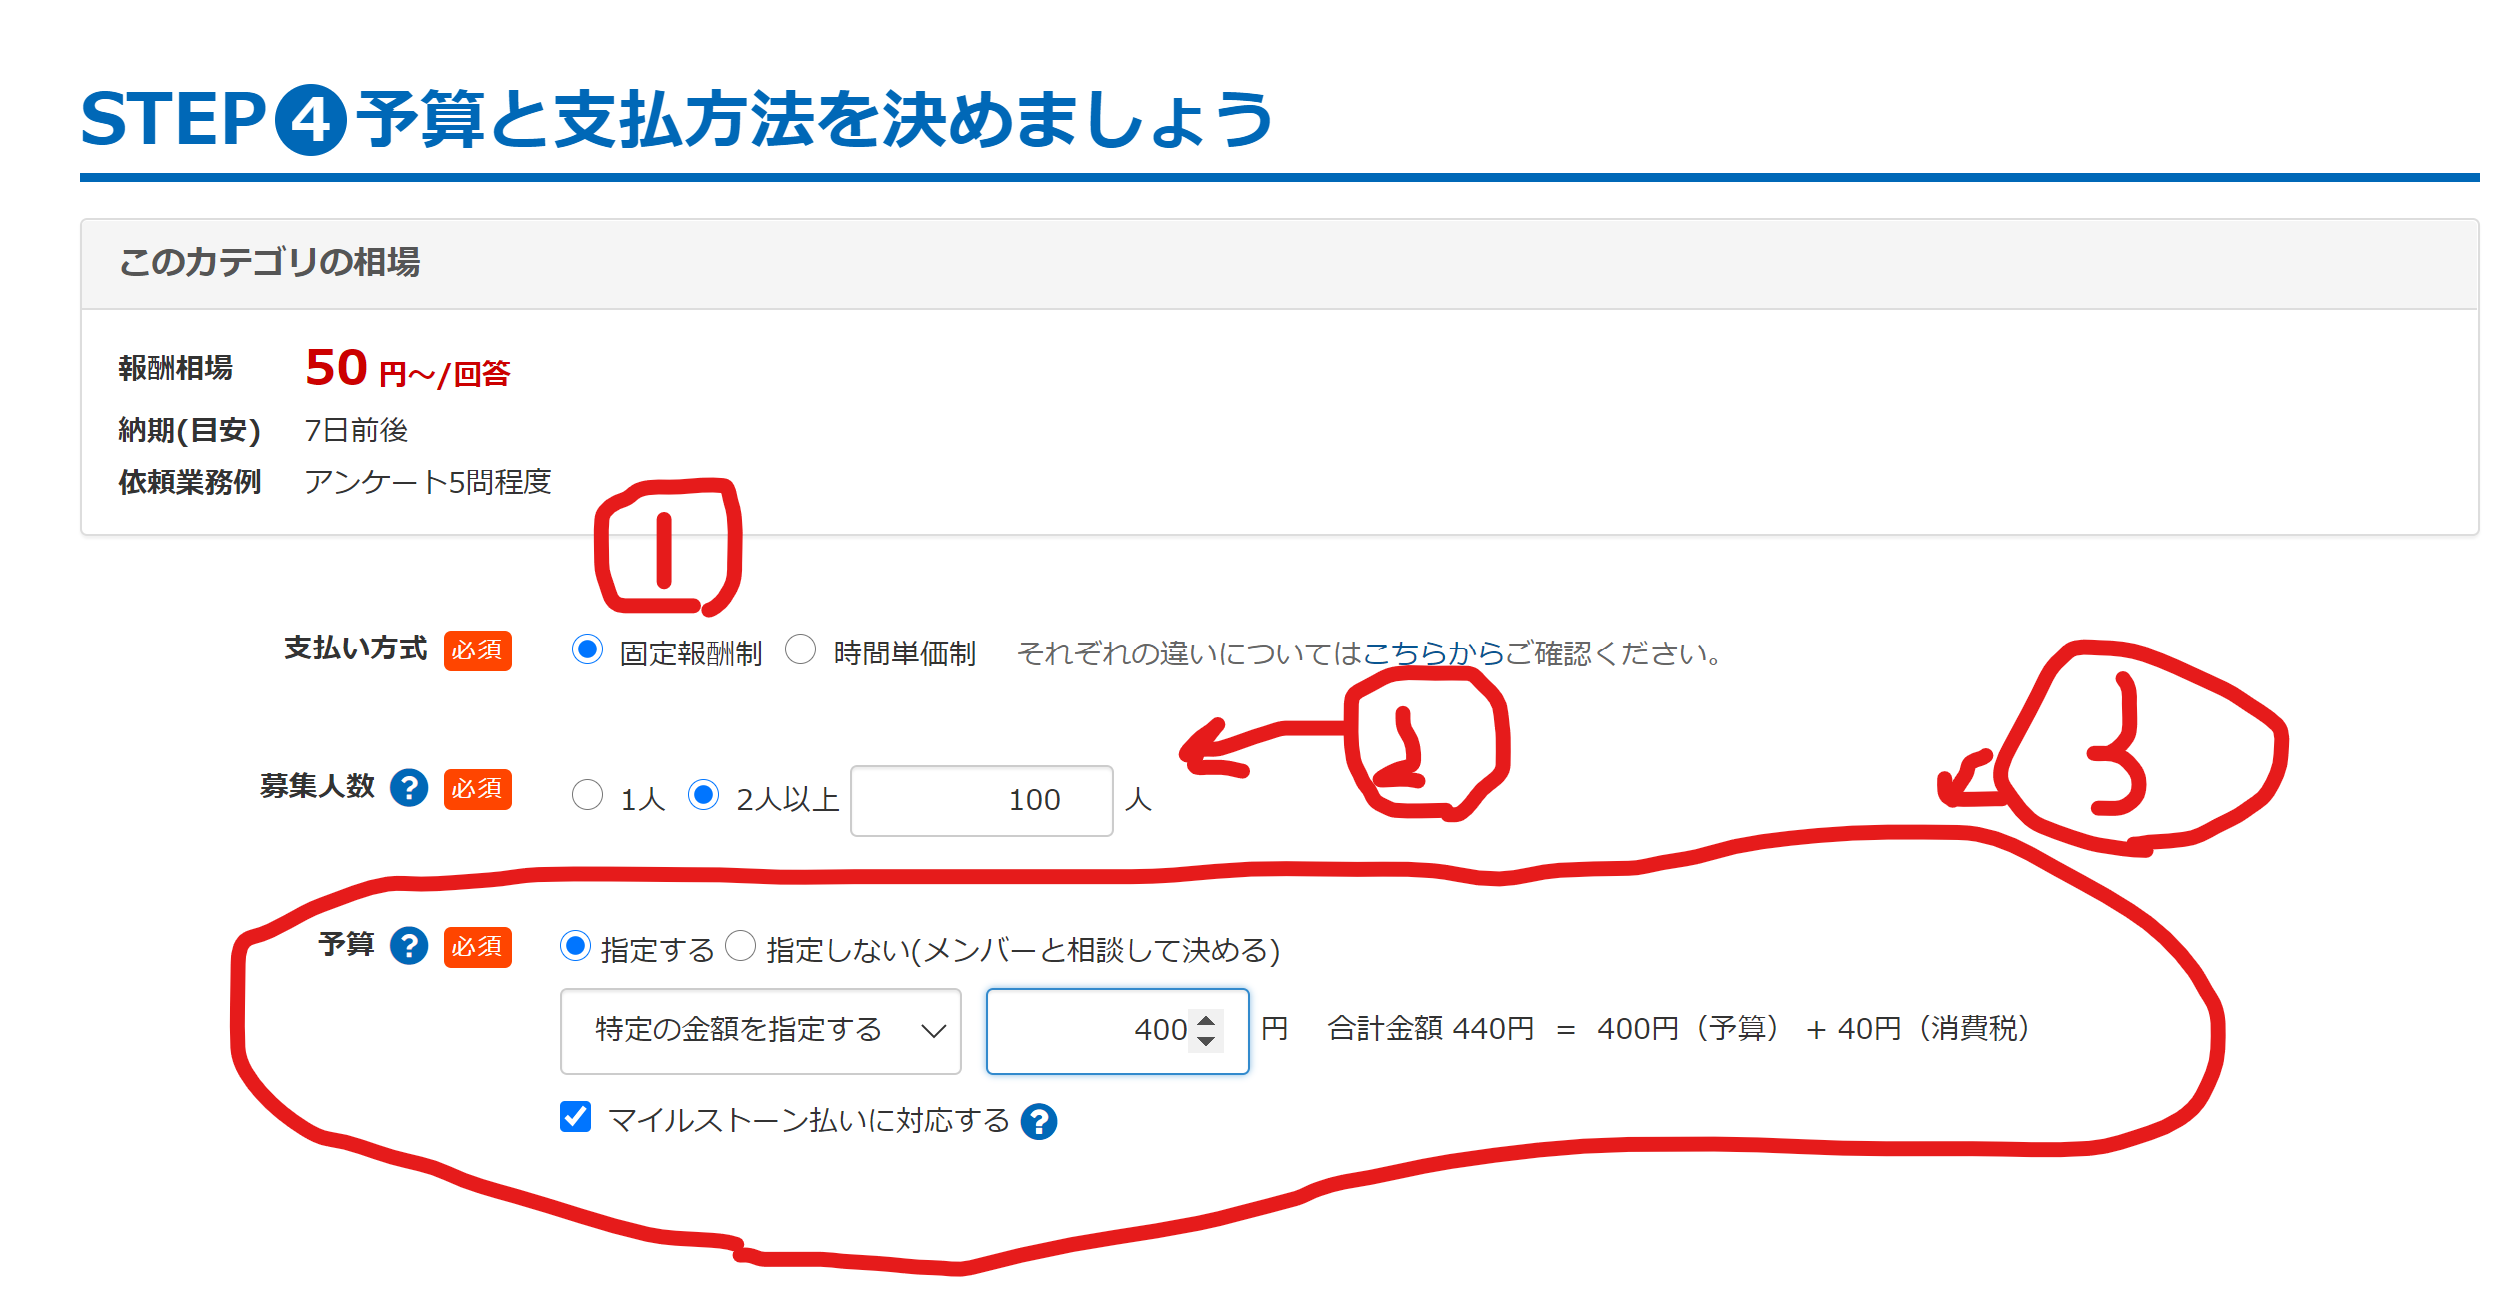 STEP4予算と支払方法を決めましょう
このカテゴリの相場
報酬相場 50 円～/回答
納期(目安) 7日前後
依頼業務例 アンケート5問程度
1
支払い方式 必須 固定報酬制 時間単価制 それぞれの違いについてはこちらからご確認ください。
2
3
募集人数 ? 必須 1人 2人以上 100 人
予算 ? 必須 指定する 指定しない(メンバーと相談して決める)
特定の金額を指定する 400 円 合計金額 440円 = 400円（予算） + 40円（消費税）
マイルストーン払いに対応する ?